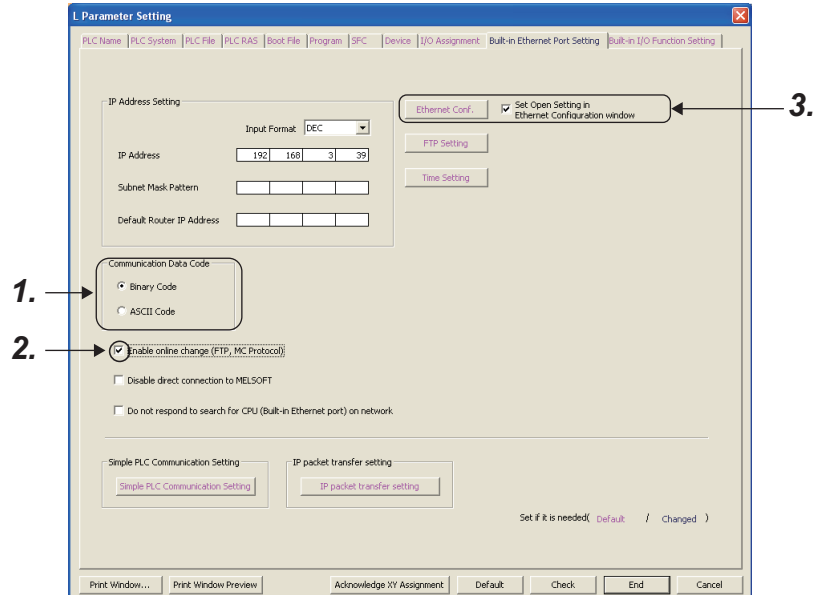 L Parameter Setting
PLC Name PLC System PLC File PLC RAS Boot File Program SFC Device I/O Assignment Built-in Ethernet Port Setting Built-in I/O Function Setting
IP Address Setting
Ethernet Conf.
Set Open Setting in
Ethernet Configuration window
3.
Input Format DEC
FTP Setting
IP Address 192 168 3 39
Time Setting
Subnet Mask Pattern
Default Router IP Address
Communication Data Code
1.
Binary Code
ASCII Code
2.
Enable online change (FTP, MC Protocol)
Disable direct connection to MELSOFT
Do not respond to search for CPU (Built-in Ethernet port) on network
Simple PLC Communication Setting
IP packet transfer setting
Simple PLC Communication Setting
IP packet transfer setting
Set if it is needed( Default / Changed )
Print Window... Print Window Preview Acknowledge XY Assignment Default Check End Cancel